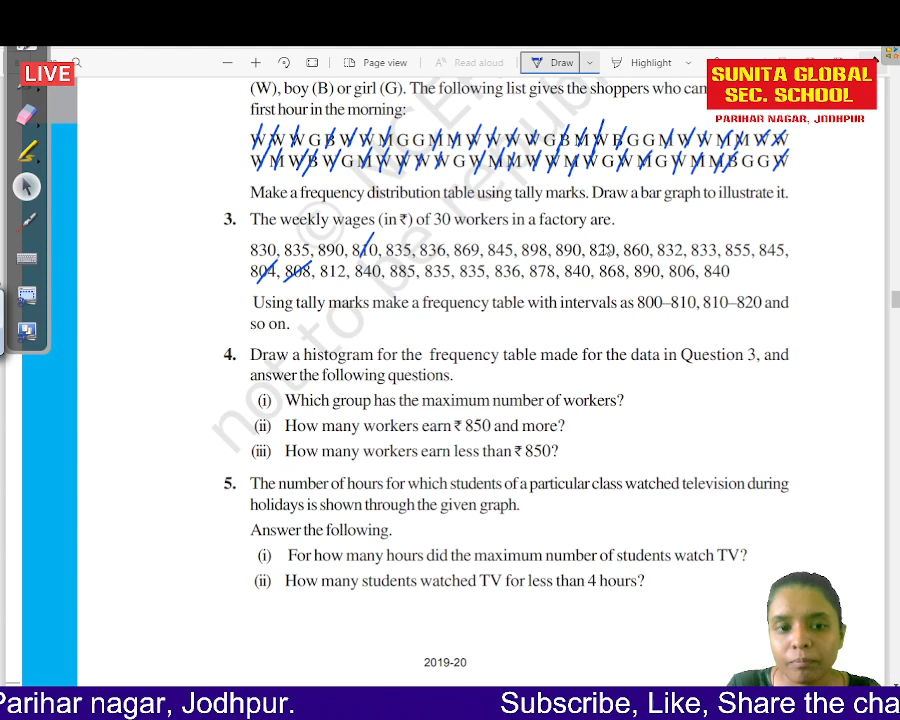 LIVE
Page view
Read aloud
Draw
Highlight
SUNITA GLOBAL
SEC. SCHOOL
PARIHAR NAGAR, JODHPUR
(W), boy (B) or girl (G). The following list gives the shoppers who
first hour in the morning:
W W W G B W W M G G M M W W W W G B M W B G G M W W M M W W
W M W B W G M W W W W G W M M W W M W G W M G W M M B G G W
Make a frequency distribution table using tally marks. Draw a bar graph to illustrate it.
3. The weekly wages (in ₹) of 30 workers in a factory are.
830, 835, 890, 810, 835, 836, 869, 845, 898, 890, 820, 860, 832, 833, 855, 845,
804, 808, 812, 840, 885, 835, 835, 836, 878, 840, 868, 890, 806, 840
Using tally marks make a frequency table with intervals as 800–810, 810–820 and
so on.
4. Draw a histogram for the frequency table made for the data in Question 3, and
answer the following questions.
(i) Which group has the maximum number of workers?
(ii) How many workers earn ₹ 850 and more?
(iii) How many workers earn less than ₹ 850?
5. The number of hours for which students of a particular class watched television during
holidays is shown through the given graph.
Answer the following.
(i) For how many hours did the maximum number of students watch TV?
(ii) How many students watched TV for less than 4 hours?
not to be republ
2019-20
Parihar nagar, Jodhpur. Subscribe, Like, Share the cha